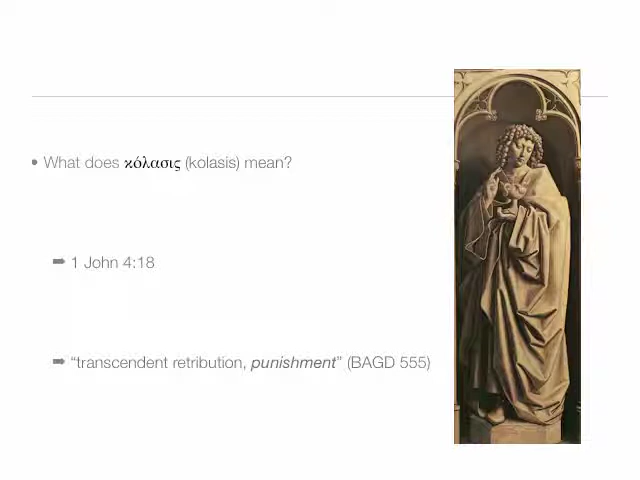 • What does κόλασις (kolasis) mean?
➡ 1 John 4:18
➡ “transcendent retribution, punishment” (BAGD 555)